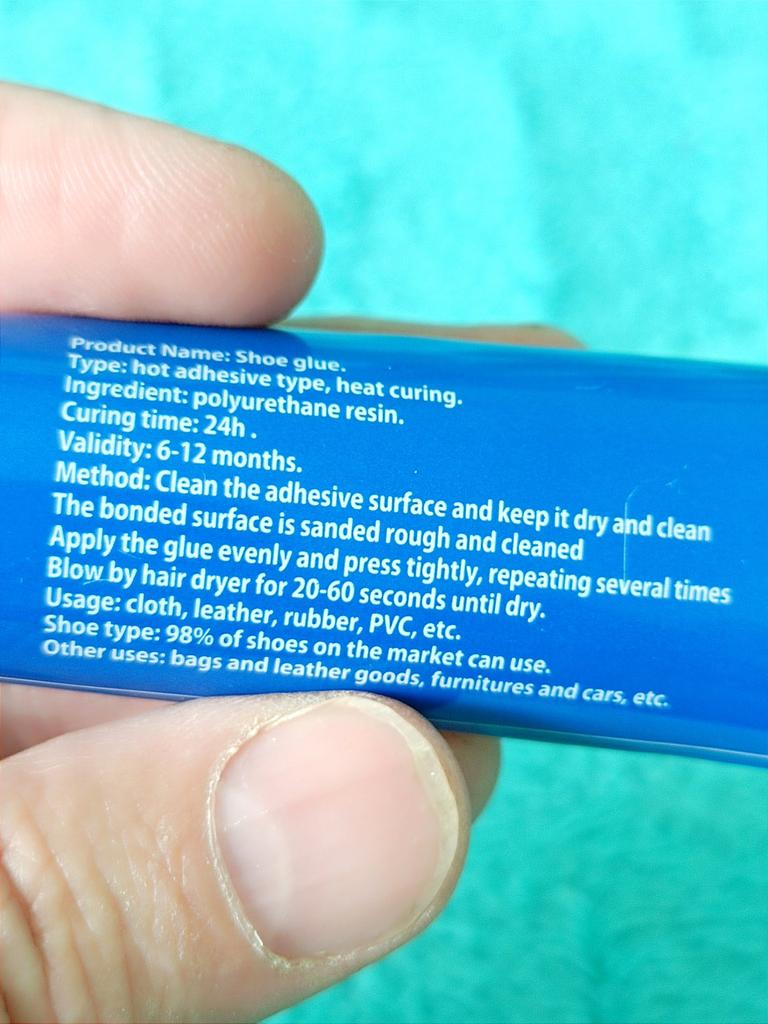 Product Name: Shoe glue.
Type: hot adhesive type, heat curing.
Ingredient: polyurethane resin.
Curing time: 24h .
Validity: 6-12 months.
Method: Clean the adhesive surface and keep it dry and clean
The bonded surface is sanded rough and cleaned
Apply the glue evenly and press tightly, repeating several times
Blow by hair dryer for 20-60 seconds until dry.
Usage: cloth, leather, rubber, PVC, etc.
Shoe type: 98% of shoes on the market can use.
Other uses: bags and leather goods, furnitures and cars, etc.